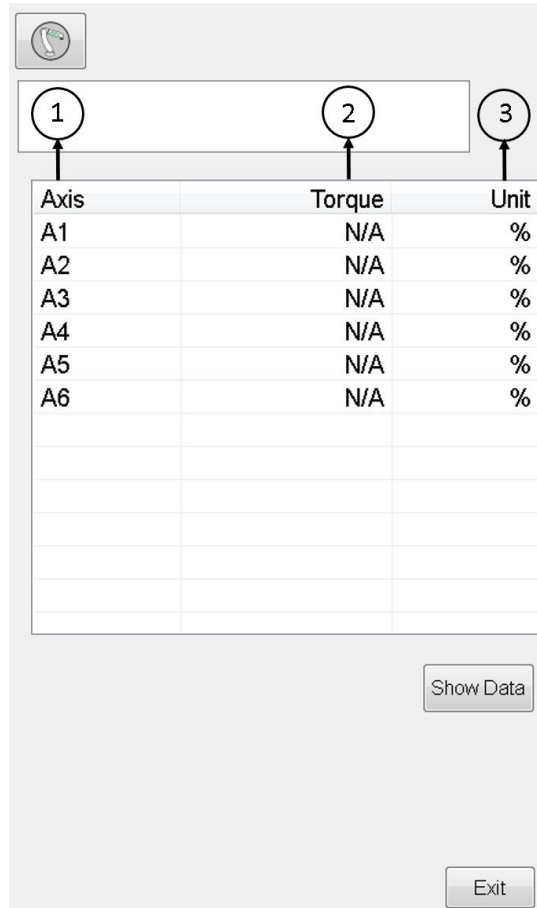 1 2 3
Axis Torque Unit
A1 N/A %
A2 N/A %
A3 N/A %
A4 N/A %
A5 N/A %
A6 N/A %
Show Data
Exit